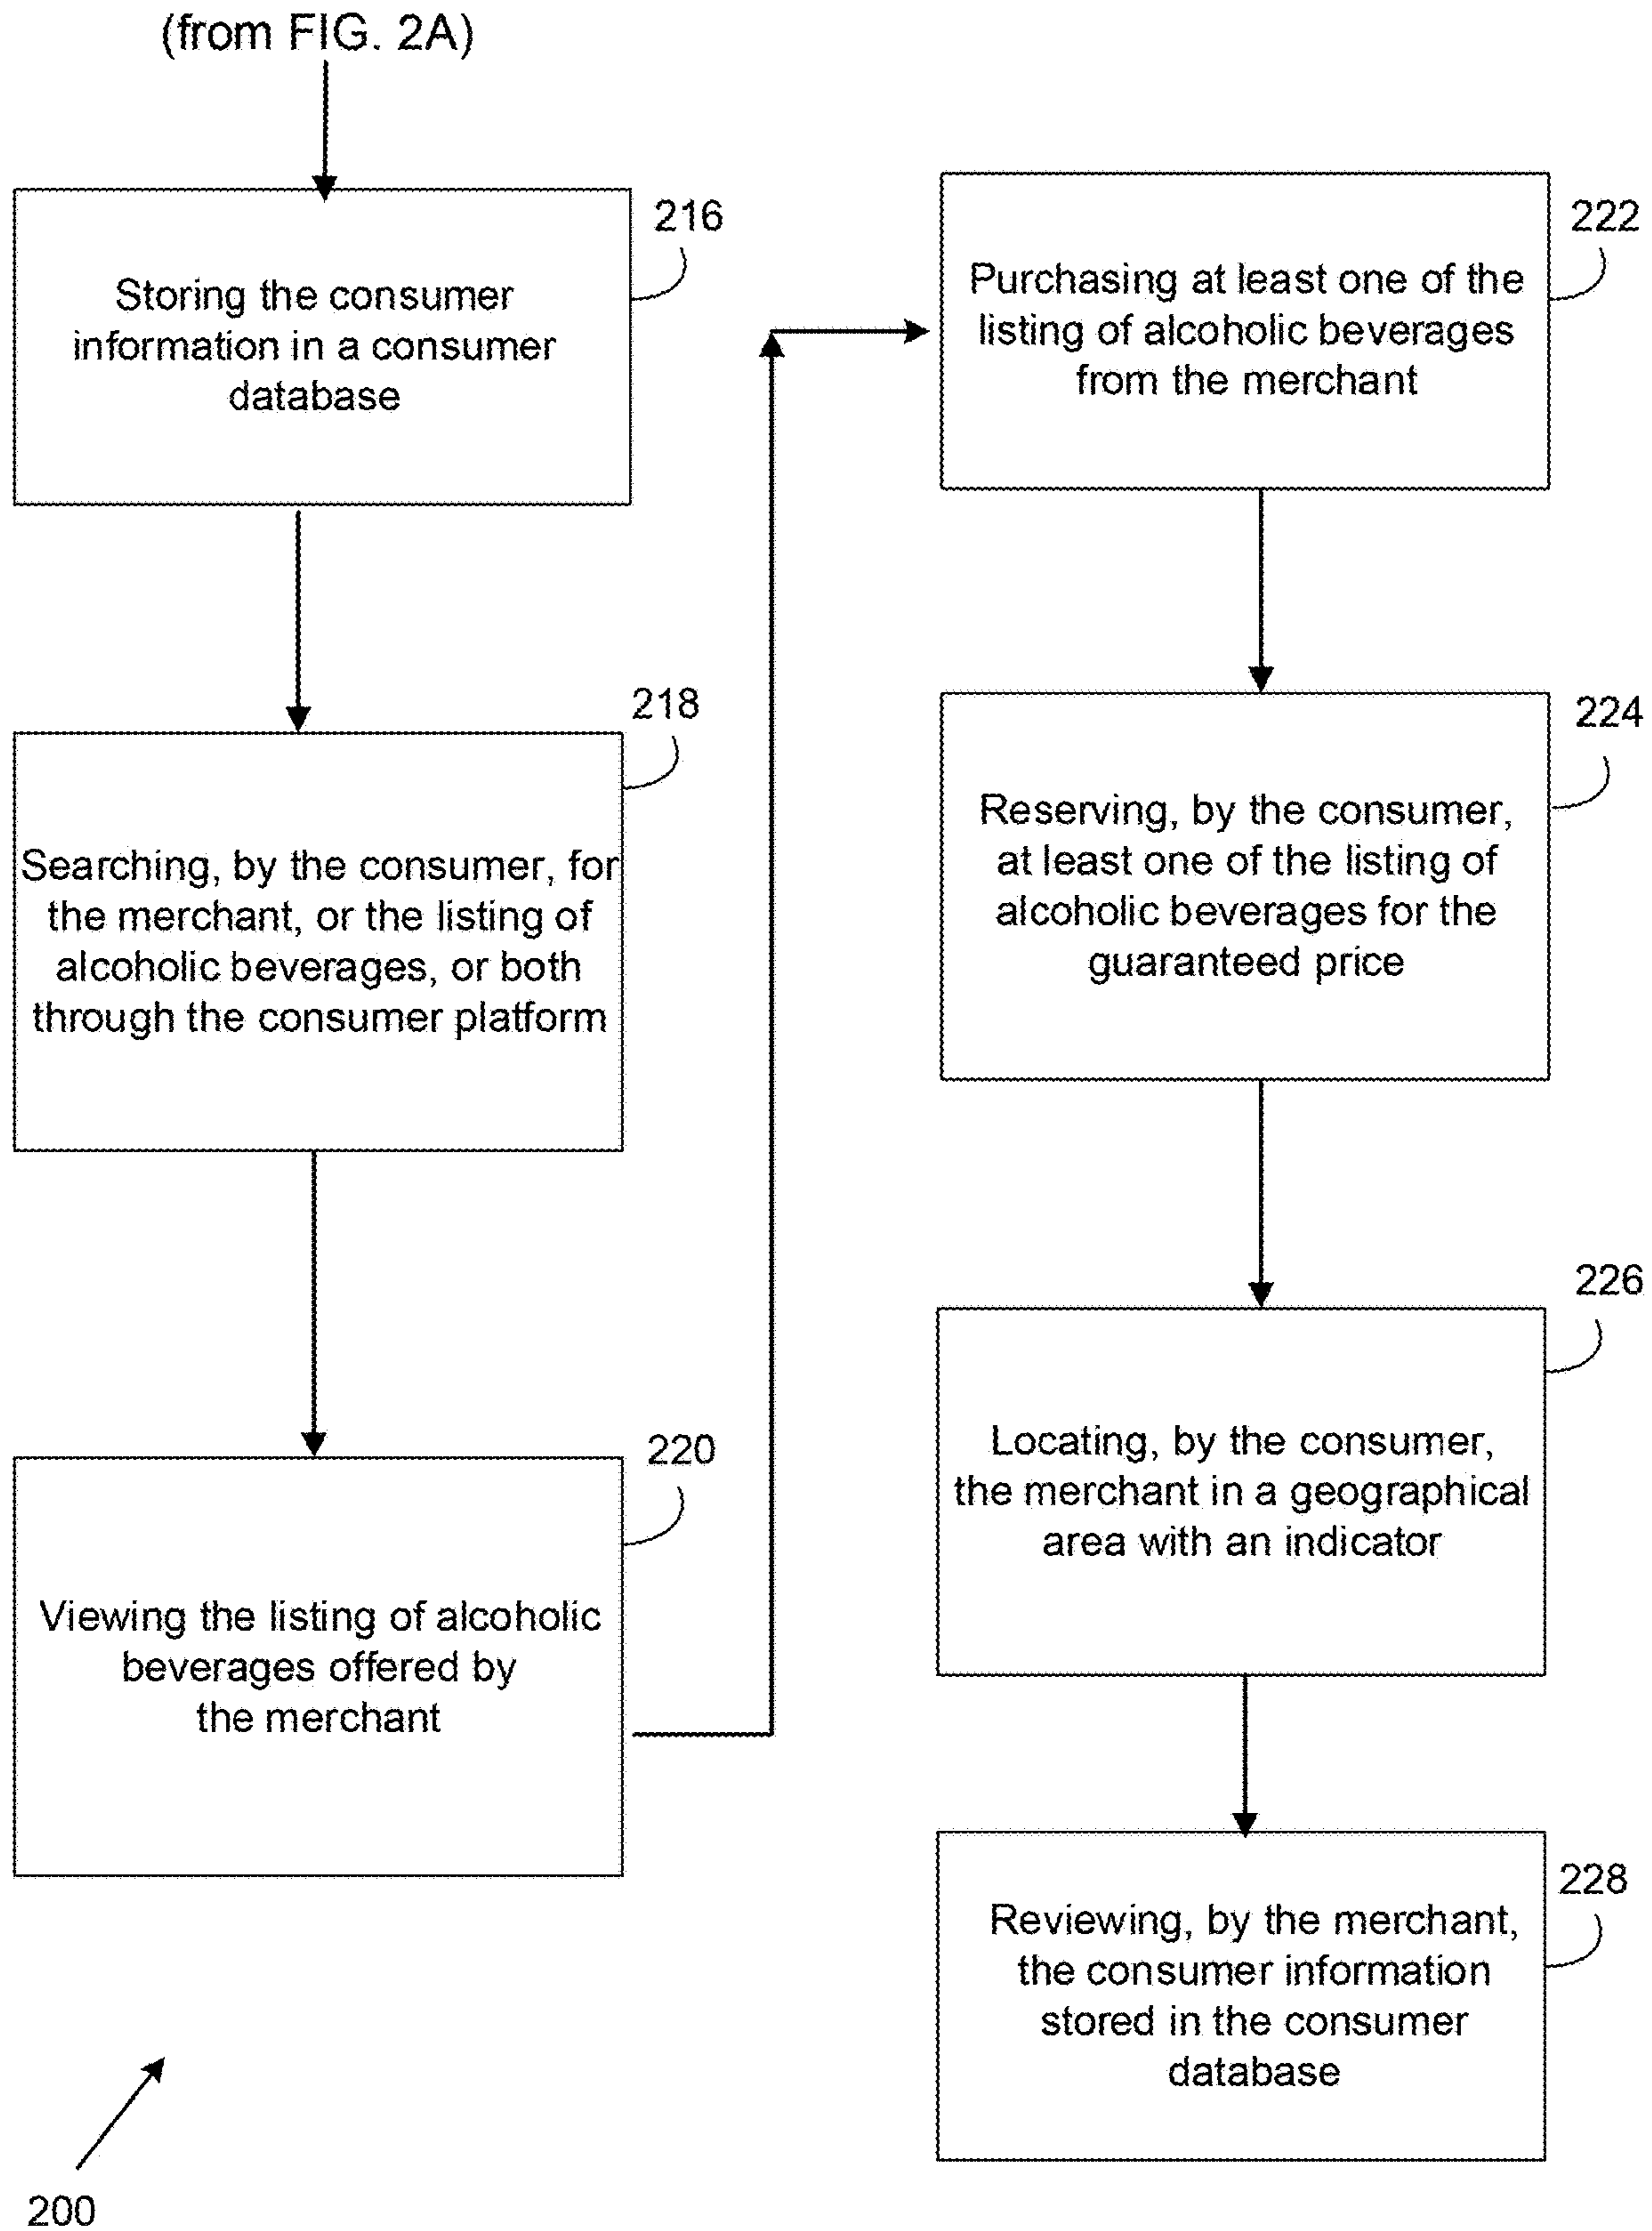 (from FIG. 2A)
216
Storing the consumer
information in a consumer
database
218
Searching, by the consumer, for
the merchant, or the listing of
alcoholic beverages, or both
through the consumer platform
220
Viewing the listing of alcoholic
beverages offered by
the merchant
222
Purchasing at least one of the
listing of alcoholic beverages
from the merchant
224
Reserving, by the consumer,
at least one of the listing of
alcoholic beverages for the
guaranteed price
226
Locating, by the consumer,
the merchant in a geographical
area with an indicator
228
Reviewing, by the merchant,
the consumer information
stored in the consumer
database
200